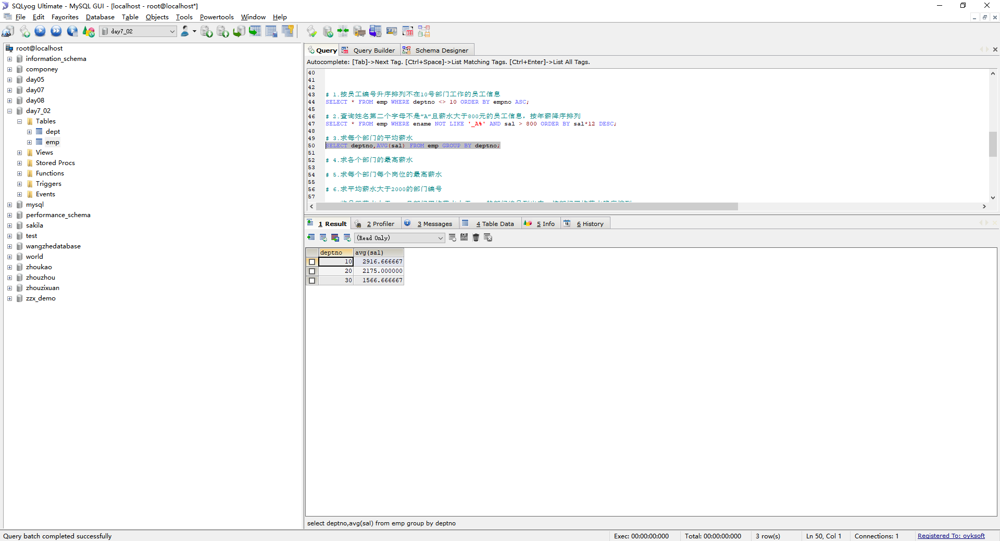 SQLyog Ultimate - MySQL GUI - [localhost - root@localhost*]
File Edit Favorites Database Table Objects Tools Powertools Window Help
day7_02
root@localhost
information_schema
componey
day05
day07
day08
day7_02
Tables
dept
emp
Views
Stored Procs
Functions
Triggers
Events
mysql
performance_schema
sakila
test
wangzhedatabase
world
zhoukao
zhouzhou
zhouzixuan
zzx_demo
Query Query Builder Schema Designer
Autocomplete: [Tab]->Next Tag. [Ctrl+Space]->List Matching Tags. [Ctrl+Enter]->List All Tags.
40
41
42
43 # 1.按员工编号升序排列不在10号部门工作的员工信息
44 SELECT * FROM emp WHERE deptno <> 10 ORDER BY empno ASC;
45
46 # 2.查询姓名第二个字母不是”A”且薪水大于800元的员工信息，按年薪降序排列
47 SELECT * FROM emp WHERE ename NOT LIKE '_A%' AND sal > 800 ORDER BY sal*12 DESC;
48
49 # 3.求每个部门的平均薪水
50 SELECT deptno,AVG(sal) FROM emp GROUP BY deptno;
51
52 # 4.求各个部门的最高薪水
53
54 # 5.求每个部门每个岗位的最高薪水
55
56 # 6.求平均薪水大于2000的部门编号
57
1 Result 2 Profiler 3 Messages 4 Table Data 5 Info 6 History
(Read Only)
deptno avg(sal)
10 2916.666667
20 2175.000000
30 1566.666667
select deptno,avg(sal) from emp group by deptno
Query batch completed successfully Exec: 00:00:00:000 Total: 00:00:00:000 3 row(s) Ln 50, Col 1 Connections: 1 Registered To: ovksoft